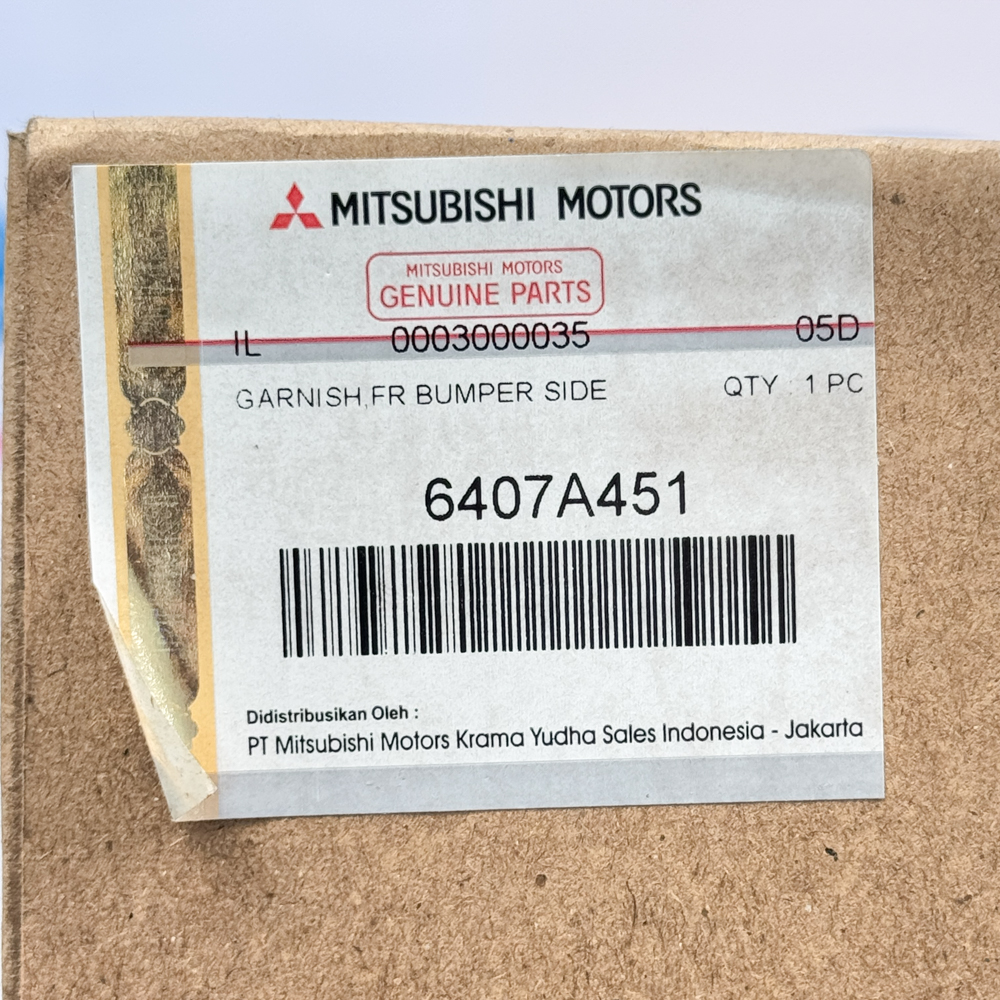 MITSUBISHI MOTORS
MITSUBISHI MOTORS
GENUINE PARTS
IL 0003000035 05D
GARNISH,FR BUMPER SIDE QTY : 1 PC
6407A451
Didistribusikan Oleh :
PT Mitsubishi Motors Krama Yudha Sales Indonesia - Jakarta